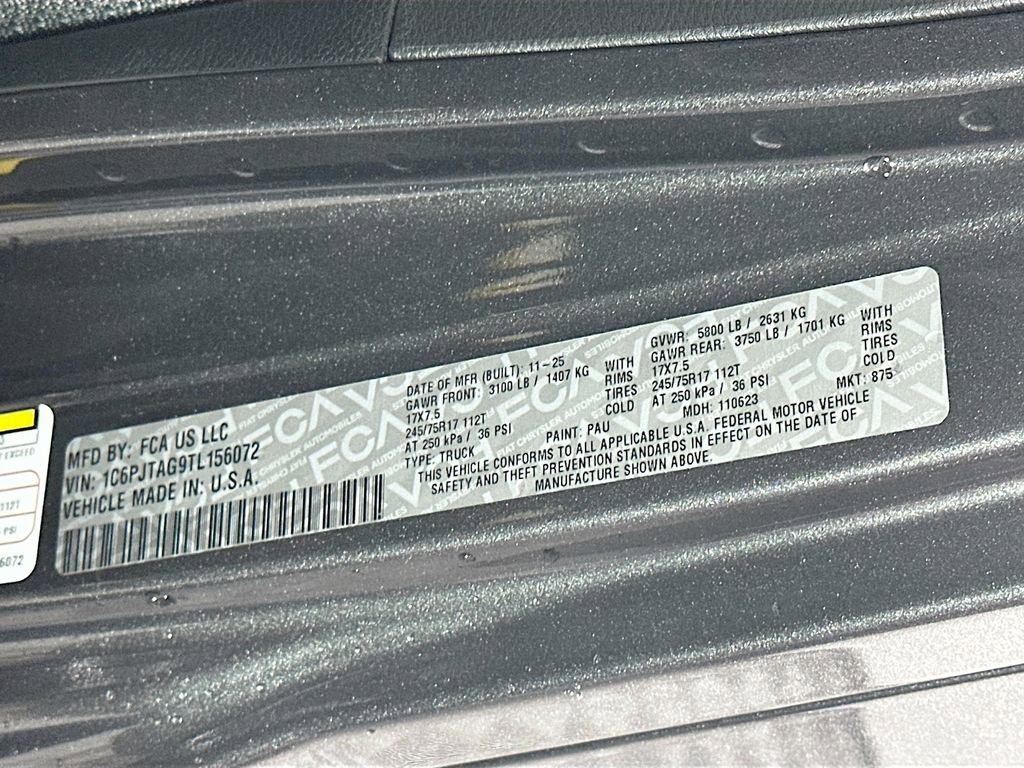 MFD BY: FCA US LLC
VIN: 1C6PJTAG9TL156072
VEHICLE MADE IN: U.S.A.
DATE OF MFR (BUILT): 11-25
GAWR FRONT: 3100 LB / 1407 KG WITH
17X7.5 RIMS
245/75R17 112T TIRES
AT 250 kPa / 36 PSI COLD
TYPE: TRUCK
GVWR: 5800 LB / 2631 KG
GAWR REAR: 3750 LB / 1701 KG WITH
17X7.5 RIMS
245/75R17 112T TIRES
AT 250 kPa / 36 PSI COLD
PAINT: PAU MDH: 110623 MKT: 875
THIS VEHICLE CONFORMS TO ALL APPLICABLE U.S.A. FEDERAL MOTOR VEHICLE
SAFETY AND THEFT PREVENTION STANDARDS IN EFFECT ON THE DATE OF
MANUFACTURE SHOWN ABOVE.
EXCEED
112T
PSI
6072